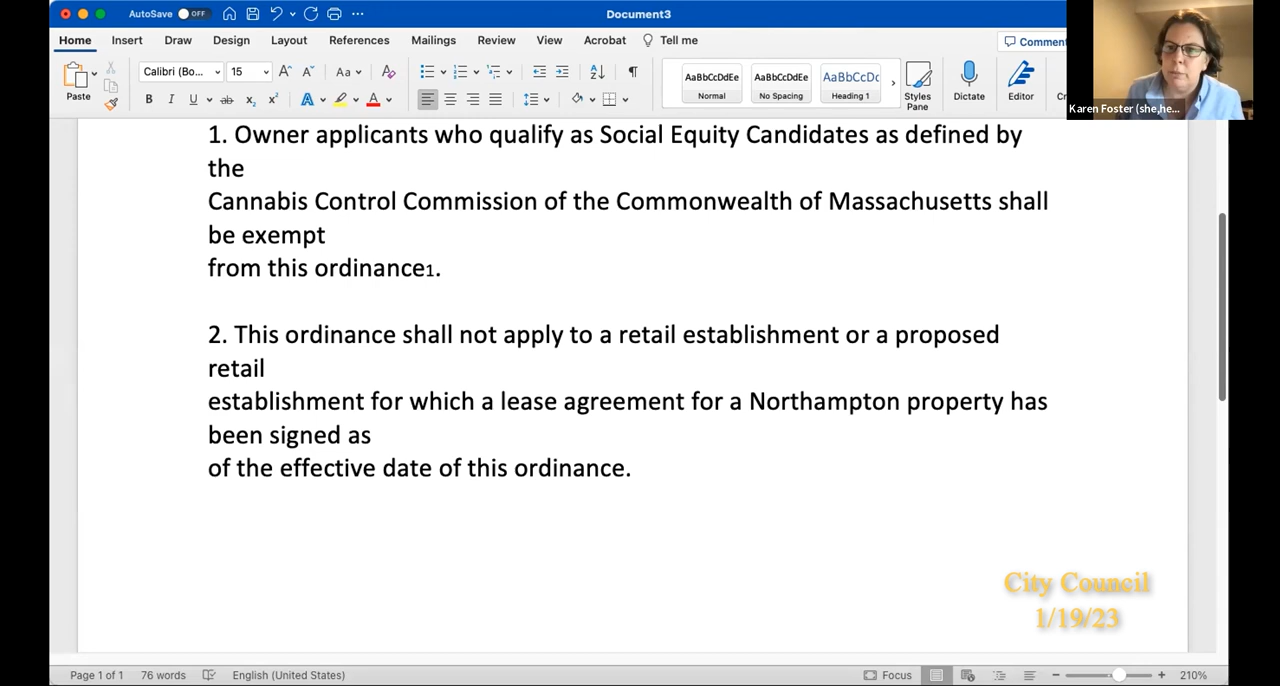 AutoSave OFF
Document3
Home Insert Draw Design Layout References Mailings Review View Acrobat Tell me
Paste
Calibri (Bo... 15
Aa
B I U ab x2 x2 A A
AaBbCcDdEe
Normal
AaBbCcDdEe
No Spacing
AaBbCcDc
Heading 1
Styles
Pane
Dictate
Editor
Karen Foster (she,he...
1. Owner applicants who qualify as Social Equity Candidates as defined by
the
Cannabis Control Commission of the Commonwealth of Massachusetts shall
be exempt
from this ordinance1.
2. This ordinance shall not apply to a retail establishment or a proposed
retail
establishment for which a lease agreement for a Northampton property has
been signed as
of the effective date of this ordinance.
City Council
1/19/23
Page 1 of 1 76 words English (United States) Focus 210%